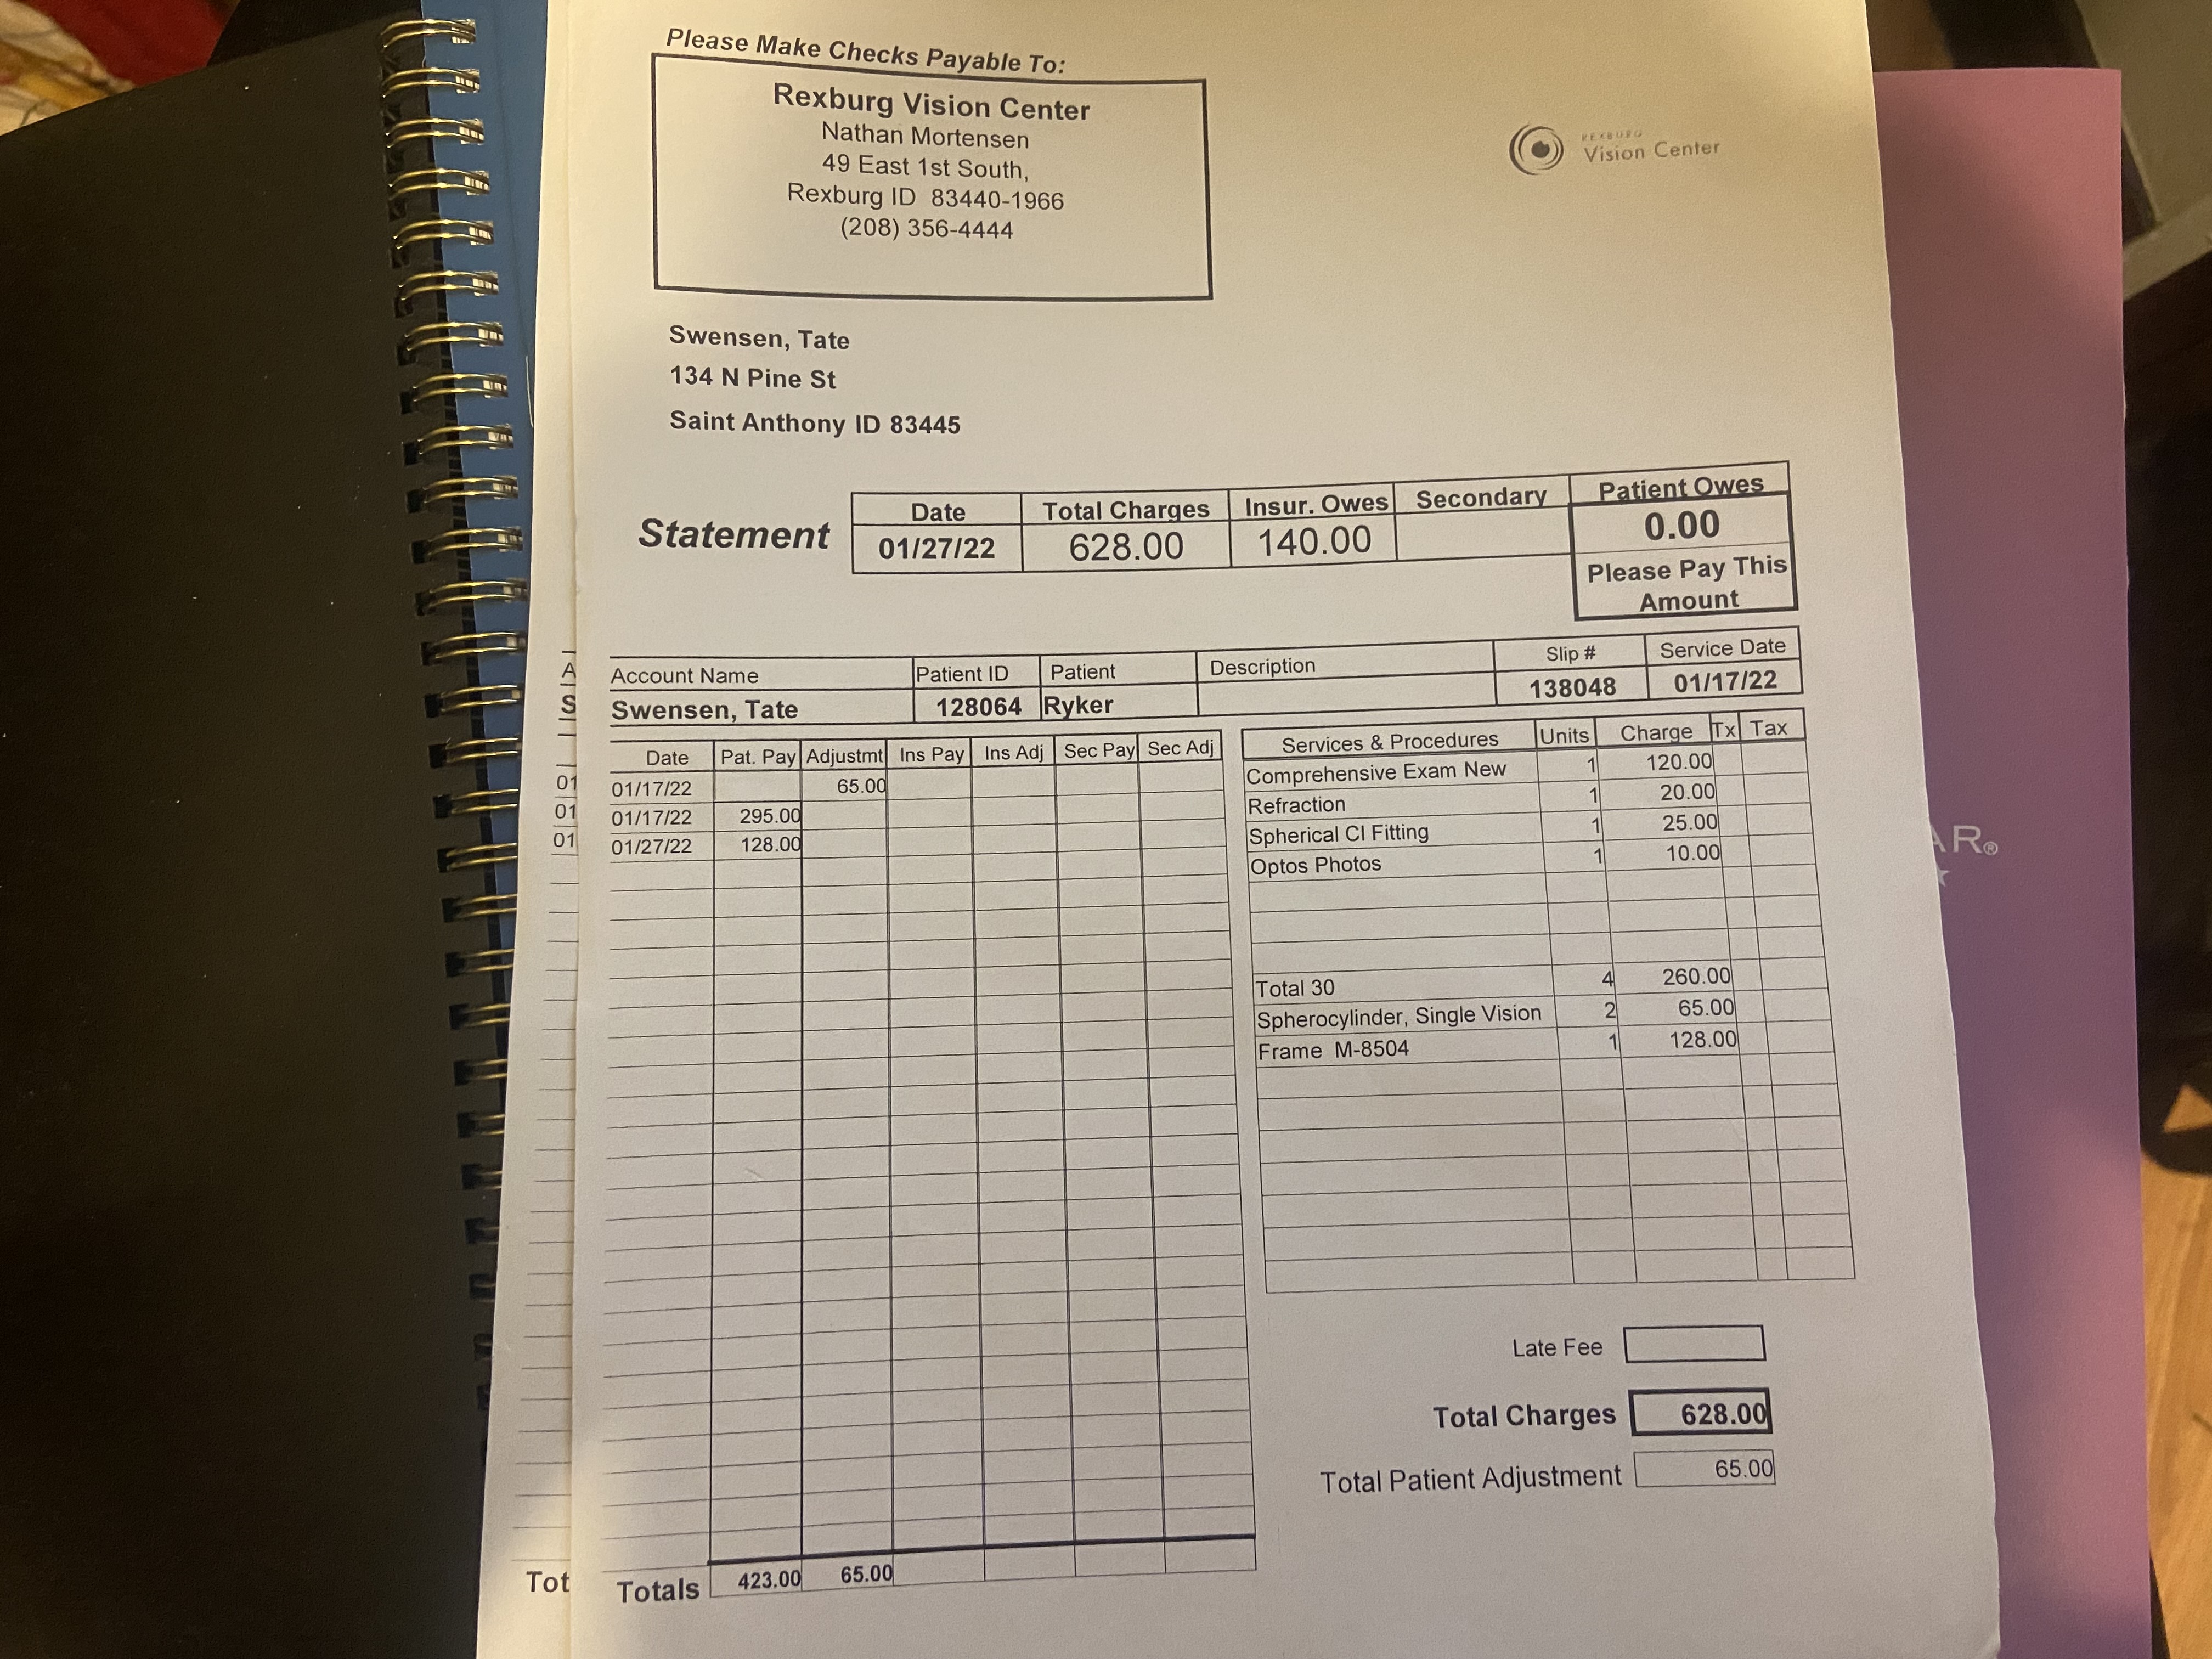 Please Make Checks Payable To:
Rexburg Vision Center
Nathan Mortensen
49 East 1st South,
Rexburg ID 83440-1966
(208) 356-4444
REXBURG
Vision Center
Swensen, Tate
134 N Pine St
Saint Anthony ID 83445
Statement
Date Total Charges Insur. Owes Secondary Patient Owes
01/27/22 628.00 140.00 0.00
Please Pay This
Amount
Account Name Patient ID Patient Description Slip # Service Date
Swensen, Tate 128064 Ryker 138048 01/17/22
Date Pat. Pay Adjustmt Ins Pay Ins Adj Sec Pay Sec Adj
01/17/22 65.00
01/17/22 295.00
01/27/22 128.00
Totals 423.00 65.00
Services & Procedures Units Charge Tx Tax
Comprehensive Exam New 1 120.00
Refraction 1 20.00
Spherical Cl Fitting 1 25.00
Optos Photos 1 10.00
Total 30 4 260.00
Spherocylinder, Single Vision 2 65.00
Frame M-8504 1 128.00
Late Fee
Total Charges 628.00
Total Patient Adjustment 65.00
A
S
01
01
01
Tot
AR®